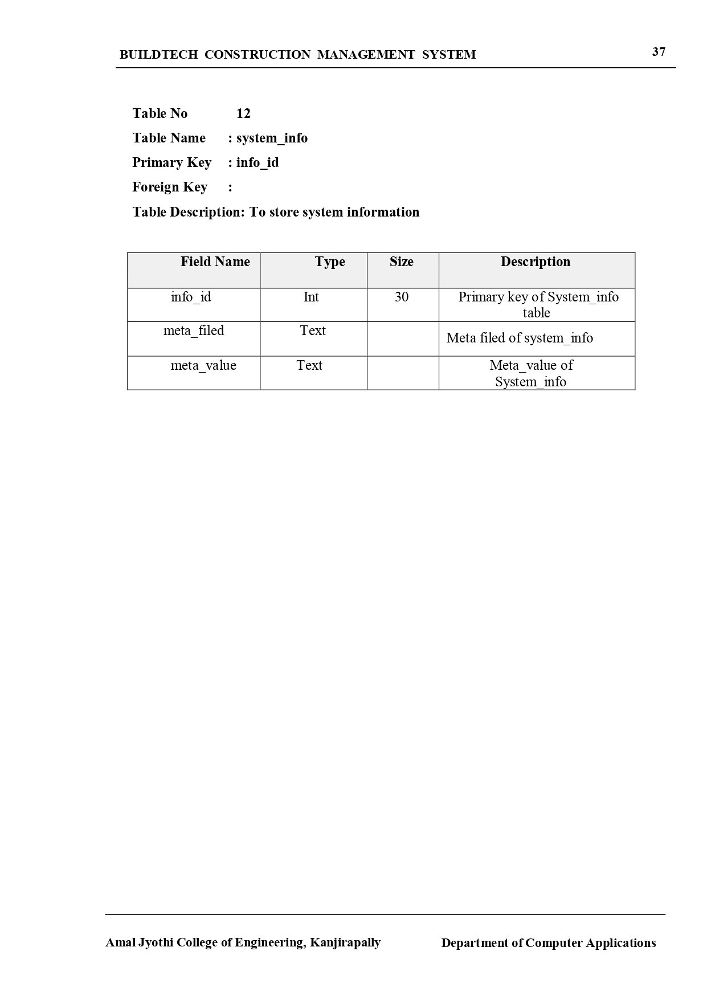 BUILDTECH CONSTRUCTION MANAGEMENT SYSTEM 37
Table No 12
Table Name : system_info
Primary Key : info_id
Foreign Key :
Table Description: To store system information
Field Name Type Size Description
info_id Int 30 Primary key of System_info
table
meta_filed Text Meta filed of system_info
meta_value Text Meta_value of
System_info
Amal Jyothi College of Engineering, Kanjirapally Department of Computer Applications